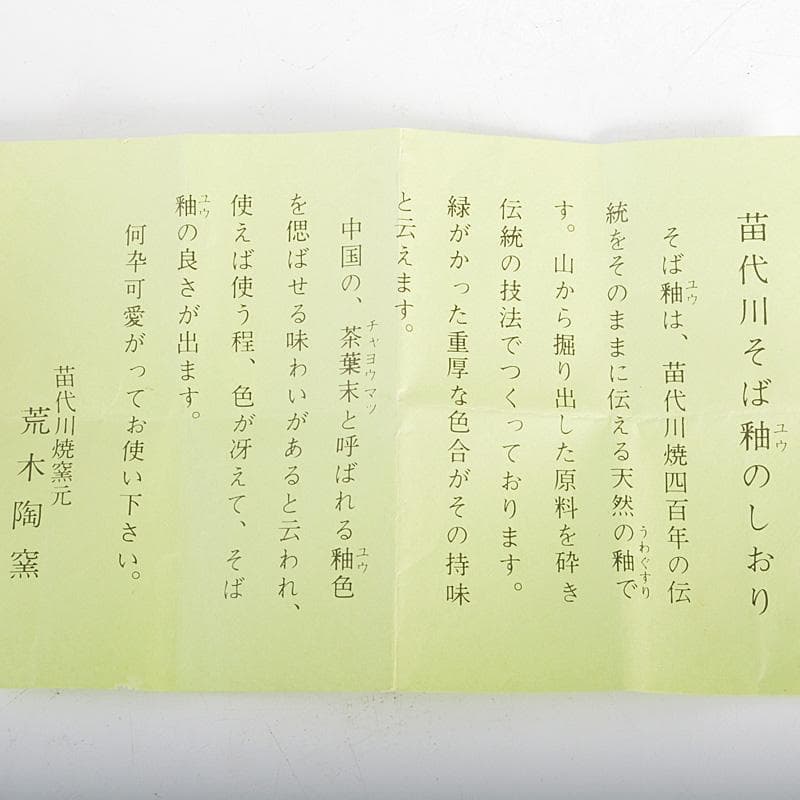 苗代川そば釉のしおり
そば釉は、苗代川焼四百年の伝
統をそのままに伝える天然の釉で
す。山から掘り出した原料を砕き
伝統の技法でつくっております。
緑がかった重厚な色合がその持味
と云えます。
中国の、茶葉末と呼ばれる釉色
を偲ばせる味わいがあると云われ、
使えば使う程、色が冴えて、そば
釉の良さが出ます。
何卒可愛がってお使い下さい。
苗代川焼窯元
荒木陶窯